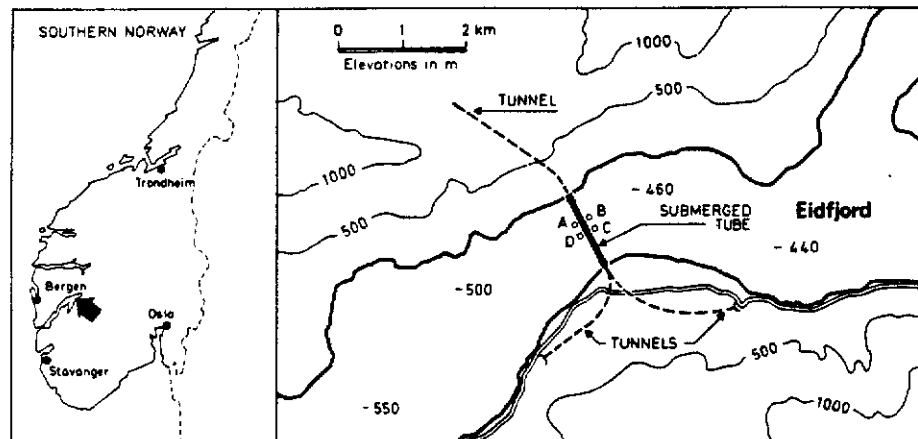 SOUTHERN NORWAY
Trondheim
Bergen
Oslo
Stavanger
0 1 2 km
Elevations in m
1000
500
TUNNEL
1000
500
-460
A
B
C
D
SUBMERGED
TUBE
Eidfjord
-440
-500
TUNNELS
500
-550
1000